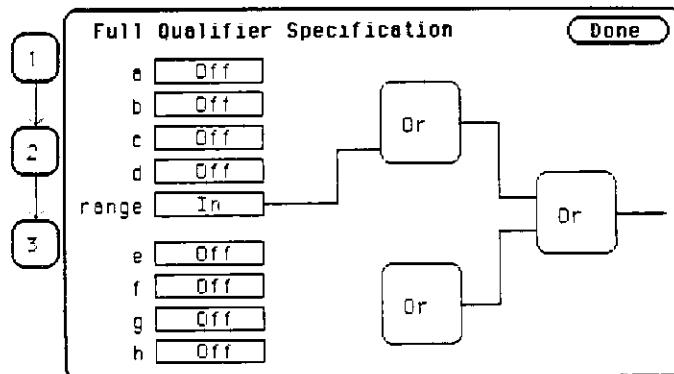 Full Qualifier Specification
Done
1
2
3
a Off
b Off
c Off
d Off
range In
e Off
f Off
g Off
h Off
Or
Or
Or